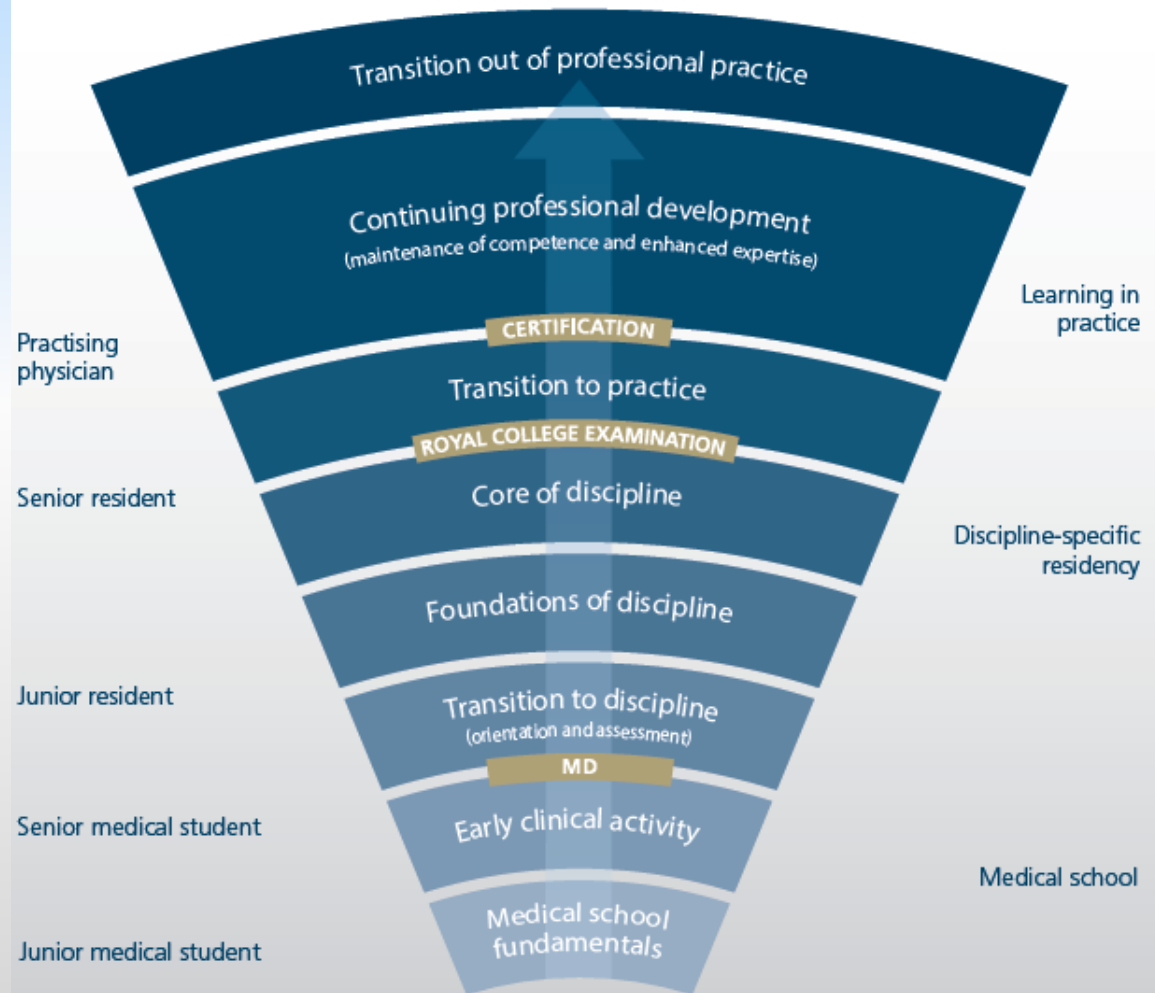 Transition out of professional practice
Continuing professional development
(maintenance of competence and enhanced expertise)
Learning in
practice
CERTIFICATION
Practising
physician
Transition to practice
ROYAL COLLEGE EXAMINATION
Senior resident
Core of discipline
Discipline-specific
residency
Foundations of discipline
Junior resident
Transition to discipline
(orientation and assessment)
MD
Senior medical student
Early clinical activity
Medical school
Medical school
fundamentals
Junior medical student